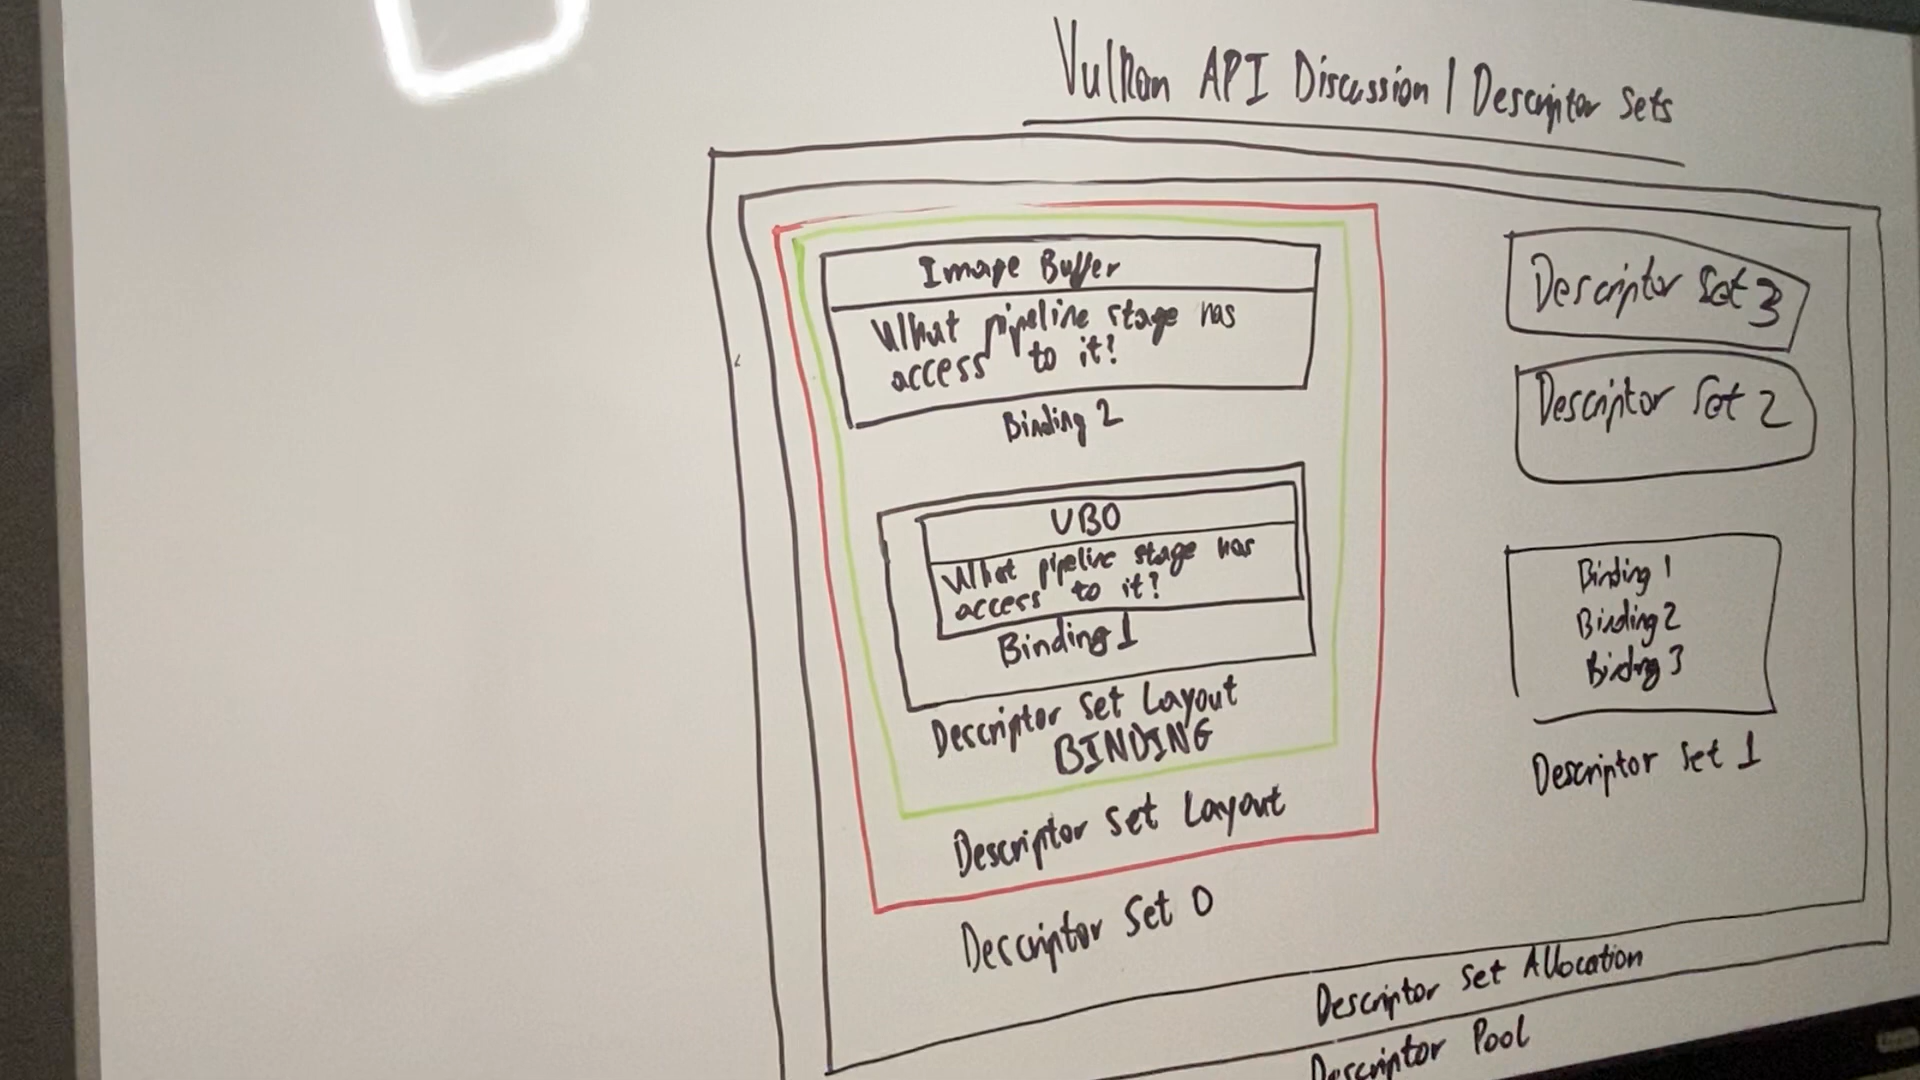 Vulkan API Discussion | Descriptor Sets
Image Buffer
What pipeline stage has
access to it?
Binding 2
UBO
What pipeline stage has
access to it?
Binding 1
Descriptor Set Layout
BINDING
Descriptor Set Layout
Descriptor Set 0
Descriptor Set 3
Descriptor Set 2
Binding 1
Binding 2
Binding 3
Descriptor Set 1
Descriptor Set Allocation
Descriptor Pool